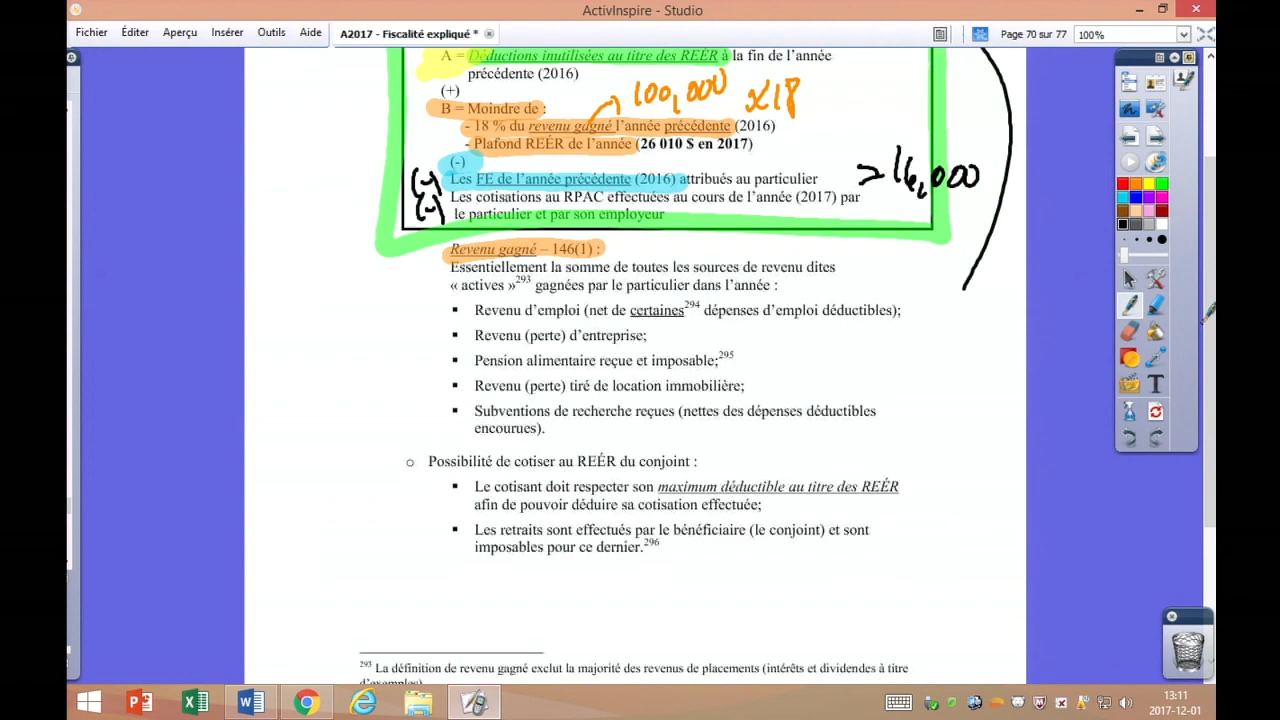 ActivInspire - Studio
Fichier Éditer Aperçu Insérer Outils Aide A2017 - Fiscalité expliqué * Page 70 sur 77 100%
A = Déductions inutilisées au titre des REÉR à la fin de l'année
précédente (2016)
(+)
100,000 x18
B = Moindre de :
- 18 % du revenu gagné l'année précédente (2016)
- Plafond REÉR de l'année (26 010 $ en 2017)
(-)
(-) Les FE de l'année précédente (2016) attribués au particulier > 16,000
(-) Les cotisations au RPAC effectuées au cours de l'année (2017) par
le particulier et par son employeur
Revenu gagné – 146(1) :
Essentiellement la somme de toutes les sources de revenu dîtes
« actives »293 gagnées par le particulier dans l'année :
▪ Revenu d'emploi (net de certaines294 dépenses d'emploi déductibles);
▪ Revenu (perte) d'entreprise;
▪ Pension alimentaire reçue et imposable;295
▪ Revenu (perte) tiré de location immobilière;
▪ Subventions de recherche reçues (nettes des dépenses déductibles
encourues).
o Possibilité de cotiser au REÉR du conjoint :
▪ Le cotisant doit respecter son maximum déductible au titre des REÉR
afin de pouvoir déduire sa cotisation effectuée;
▪ Les retraits sont effectués par le bénéficiaire (le conjoint) et sont
imposables pour ce dernier.296
293 La définition de revenu gagné exclut la majorité des revenus de placements (intérêts et dividendes à titre
d'exemples)
13:11
2017-12-01